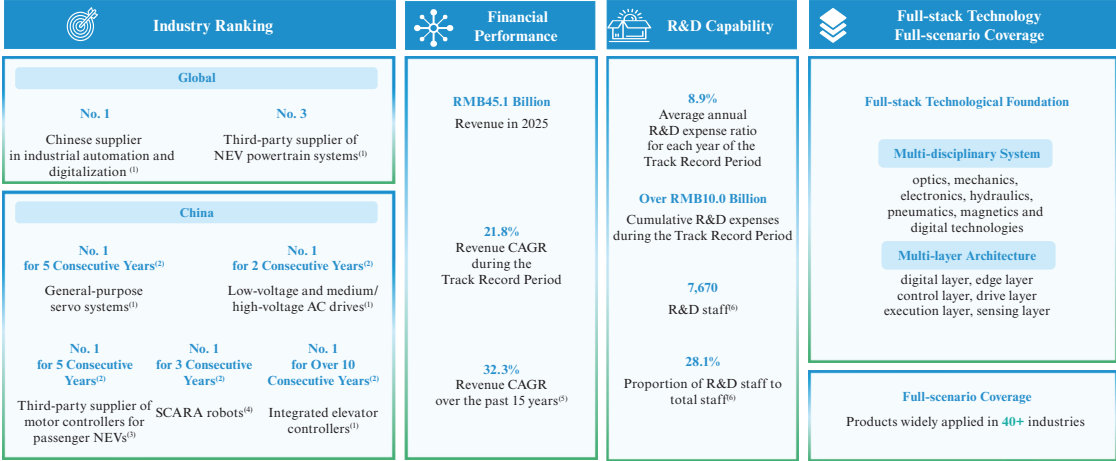 Industry Ranking
Global
No. 1
Chinese supplier
in industrial automation and
digitalization (1)
No. 3
Third-party supplier of
NEV powertrain systems(1)
China
No. 1
for 5 Consecutive Years(2)
General-purpose
servo systems(1)
No. 1
for 2 Consecutive Years(2)
Low-voltage and medium/
high-voltage AC drives(1)
No. 1
for 5 Consecutive
Years(2)
Third-party supplier of
motor controllers for
passenger NEVs(3)
No. 1
for 3 Consecutive
Years(2)
SCARA robots(4)
No. 1
for Over 10
Consecutive Years(2)
Integrated elevator
controllers(1)
Financial
Performance
RMB45.1 Billion
Revenue in 2025
21.8%
Revenue CAGR
during the
Track Record Period
32.3%
Revenue CAGR
over the past 15 years(5)
R&D Capability
8.9%
Average annual
R&D expense ratio
for each year of the
Track Record Period
Over RMB10.0 Billion
Cumulative R&D expenses
during the Track Record Period
7,670
R&D staff(6)
28.1%
Proportion of R&D staff to
total staff(6)
Full-stack Technology
Full-scenario Coverage
Full-stack Technological Foundation
Multi-disciplinary System
optics, mechanics,
electronics, hydraulics,
pneumatics, magnetics and
digital technologies
Multi-layer Architecture
digital layer, edge layer
control layer, drive layer
execution layer, sensing layer
Full-scenario Coverage
Products widely applied in 40+ industries